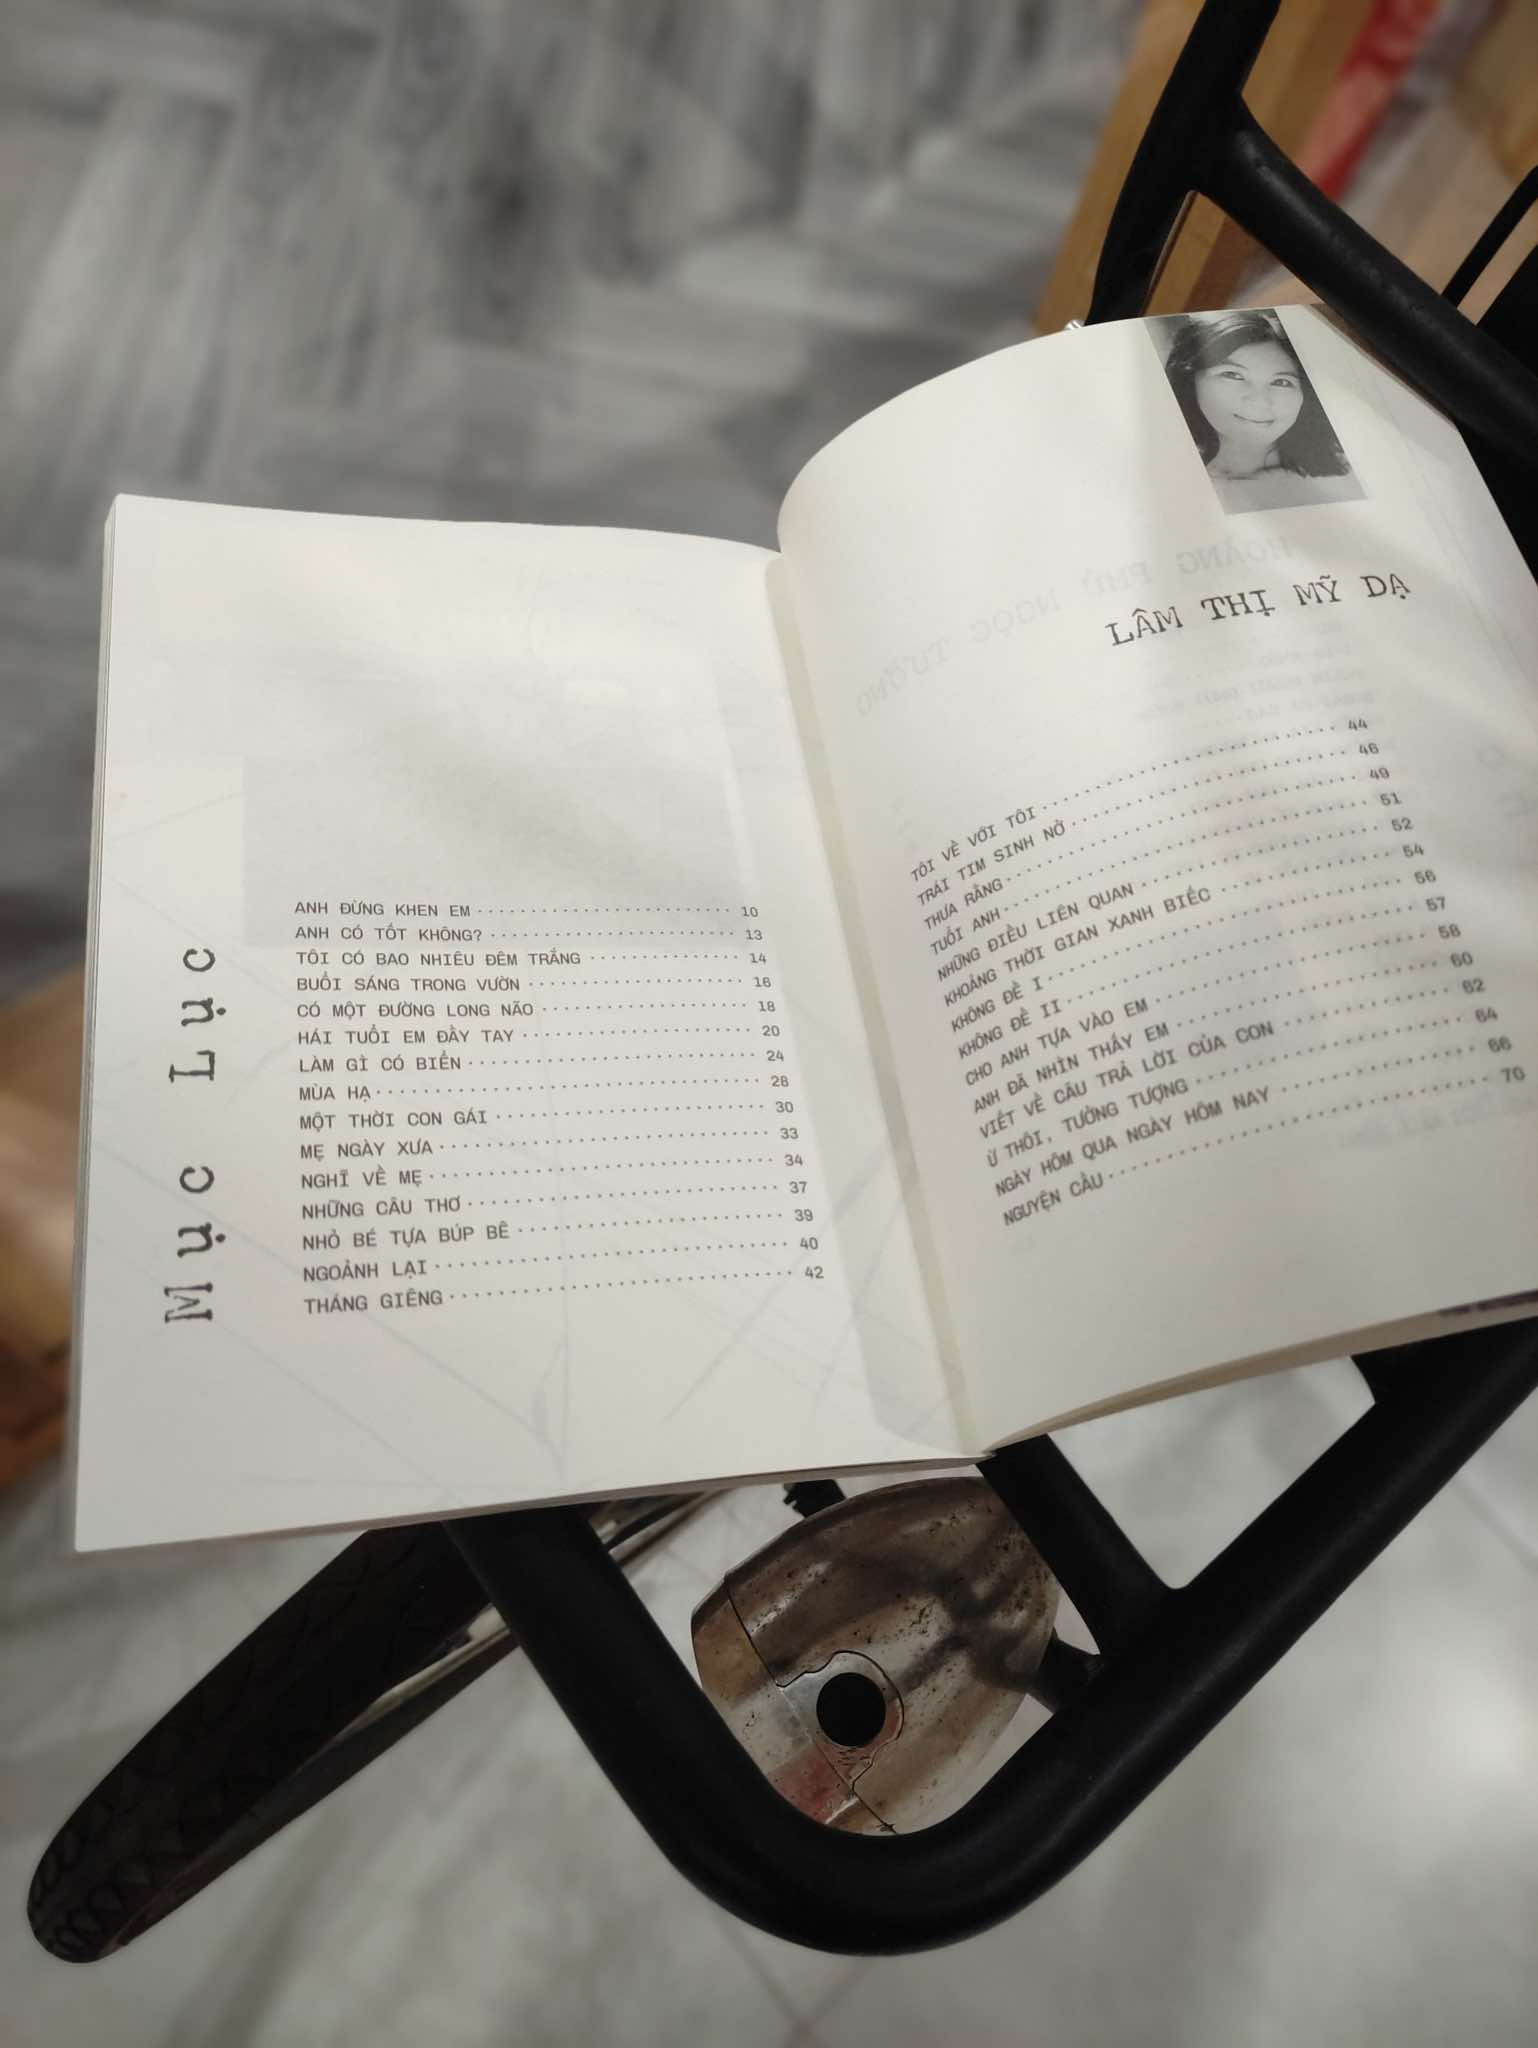 Mục Lục
ANH ĐỪNG KHEN EM 10
ANH CÓ TỐT KHÔNG? 13
TÔI CÓ BAO NHIÊU ĐÊM TRẮNG 14
BUỔI SÁNG TRONG VƯỜN 16
CÓ MỘT ĐƯỜNG LONG NÃO 18
HÁI TUỔI EM ĐẦY TAY 20
LÀM GÌ CÓ BIỂN 24
MÙA HẠ 28
MỘT THỜI CON GÁI 30
MẸ NGÀY XƯA 33
NGHĨ VỀ MẸ 34
NHỮNG CÂU THƠ 37
NHỎ BÉ TỰA BÚP BÊ 39
NGOẢNH LẠI 40
THÁNG GIÊNG 42
LÂM THỊ MỸ DẠ
TÔI VỀ VỚI TÔI 44
TRÁI TIM SINH NỞ 46
THƯA RẰNG 49
TUỔI ANH 51
NHỮNG ĐIỀU LIÊN QUAN 52
KHOẢNG THỜI GIAN XANH BIẾC 54
KHÔNG ĐỀ I 56
KHÔNG ĐỀ II 57
CHO ANH TỰA VÀO EM 58
ANH ĐÃ NHÌN THẤY EM 60
VIẾT VỀ CÂU TRẢ LỜI CỦA CON 62
Ừ THÔI, TƯỞNG TƯỢNG 64
NGÀY HÔM QUA NGÀY HÔM NAY 66
NGUYỆN CẦU 70